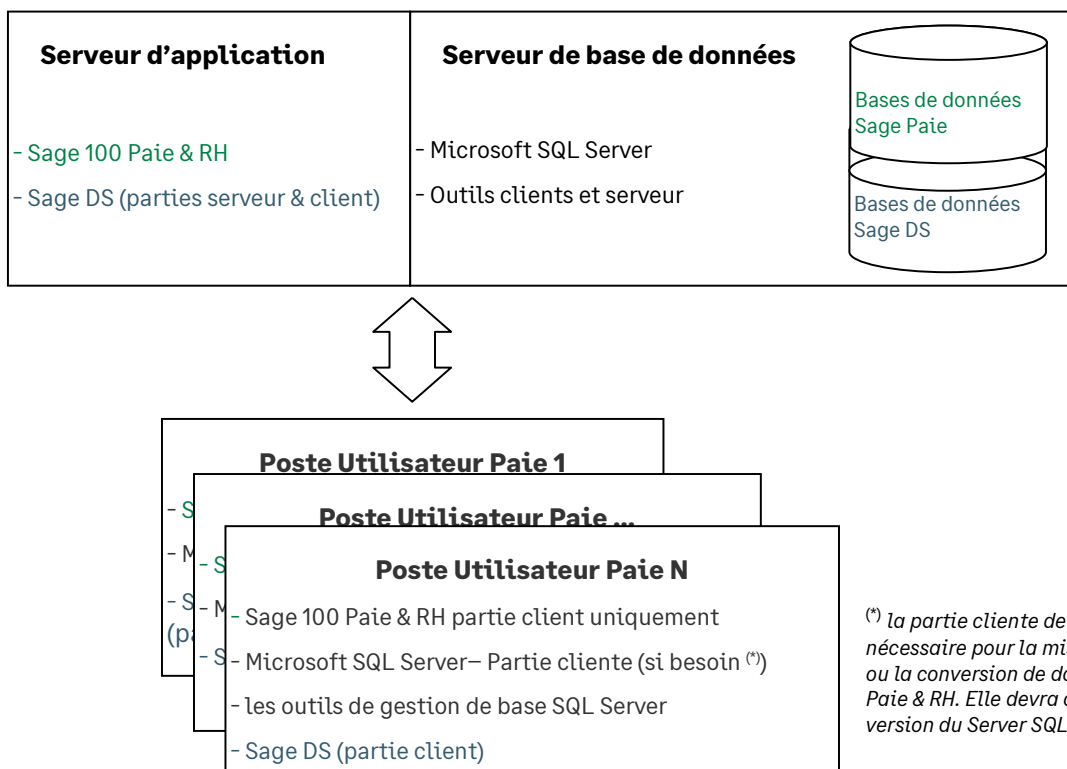 Serveur d’application
- Sage 100 Paie & RH
- Sage DS (parties serveur & client)
Serveur de base de données
- Microsoft SQL Server
- Outils clients et serveur
Bases de données
Sage Paie
Bases de données
Sage DS
Poste Utilisateur Paie 1
- S
- M
- S
(pa
Poste Utilisateur Paie ...
- S
- M
- S
Poste Utilisateur Paie N
- Sage 100 Paie & RH partie client uniquement
- Microsoft SQL Server– Partie cliente (si besoin (*))
- les outils de gestion de base SQL Server
- Sage DS (partie client)
(*) la partie cliente de
nécessaire pour la mis
ou la conversion de do
Paie & RH. Elle devra
version du Server SQL